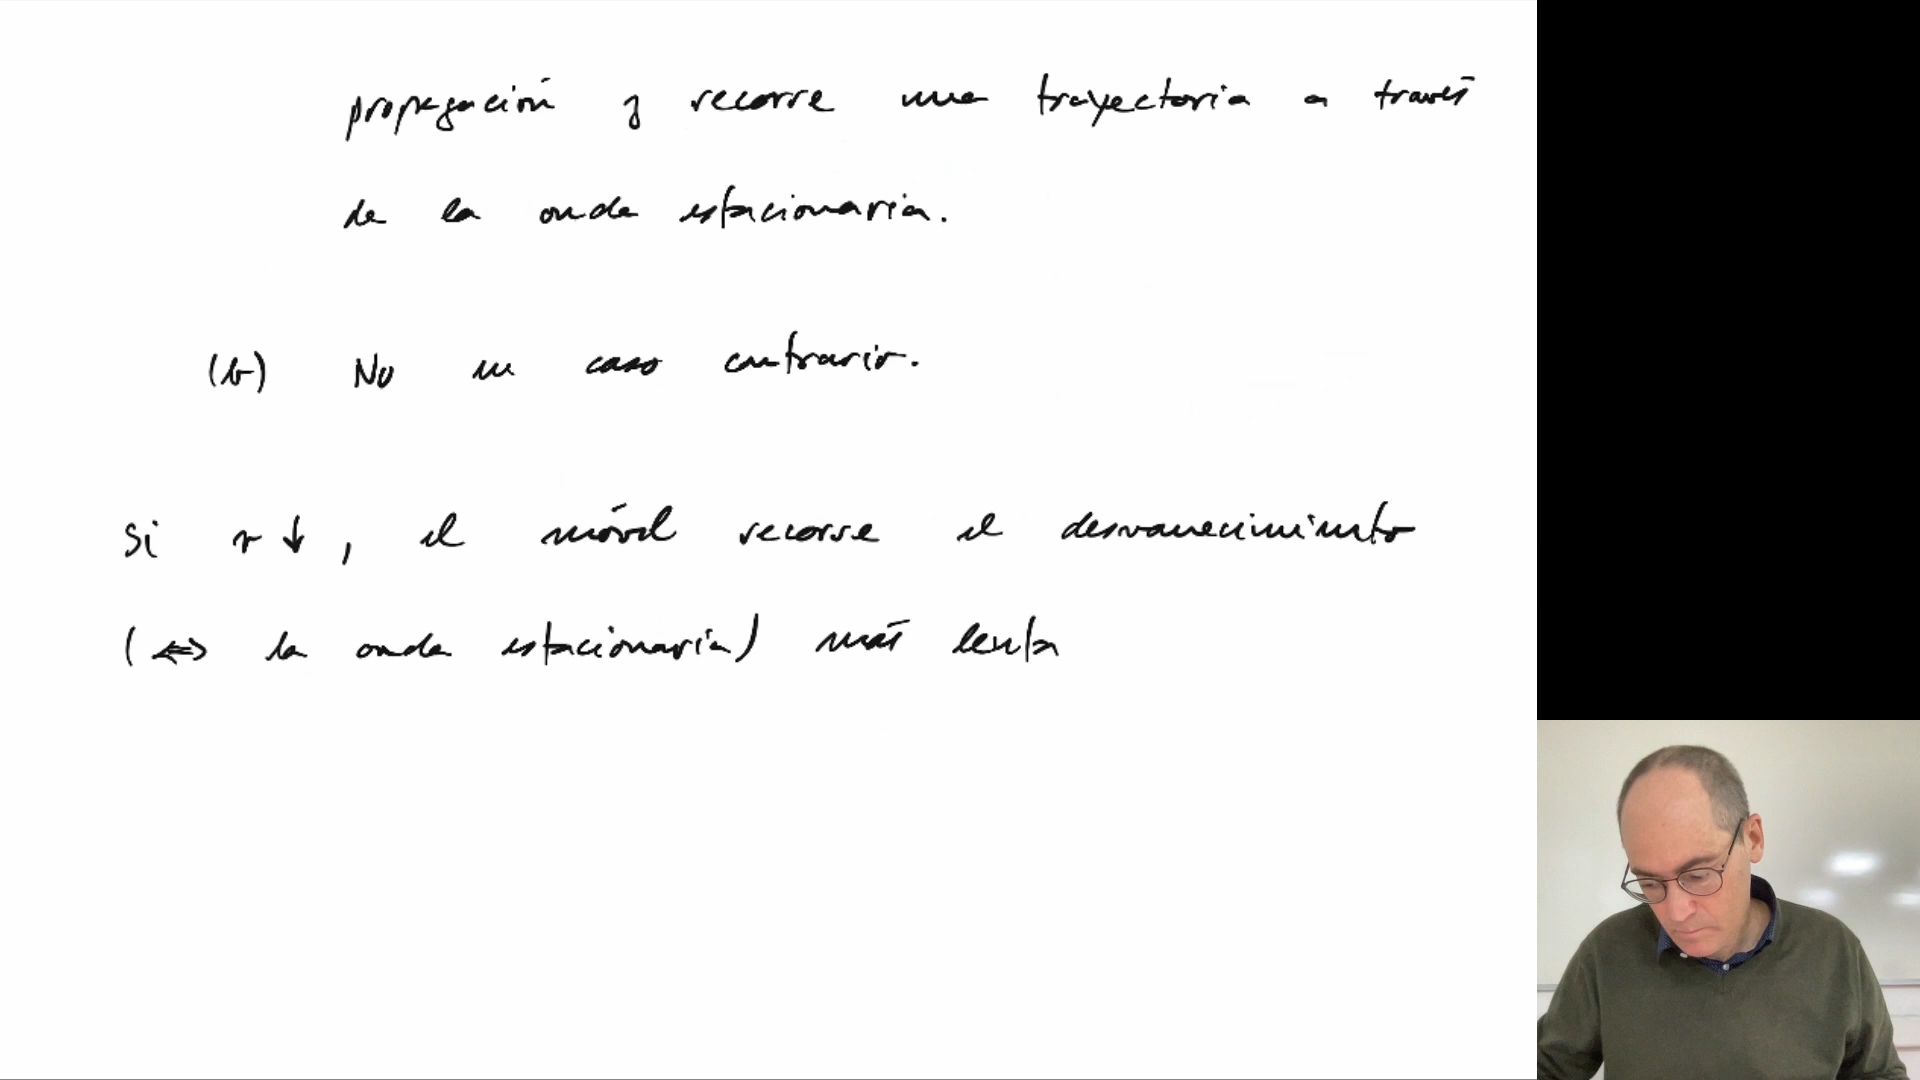 propagación y recorre una trayectoria a través
de la onda estacionaria.
(b) No en caso contrario.
Si v ↓, el móvil recorre el desvanecimiento
(⇔ la onda estacionaria) más lenta